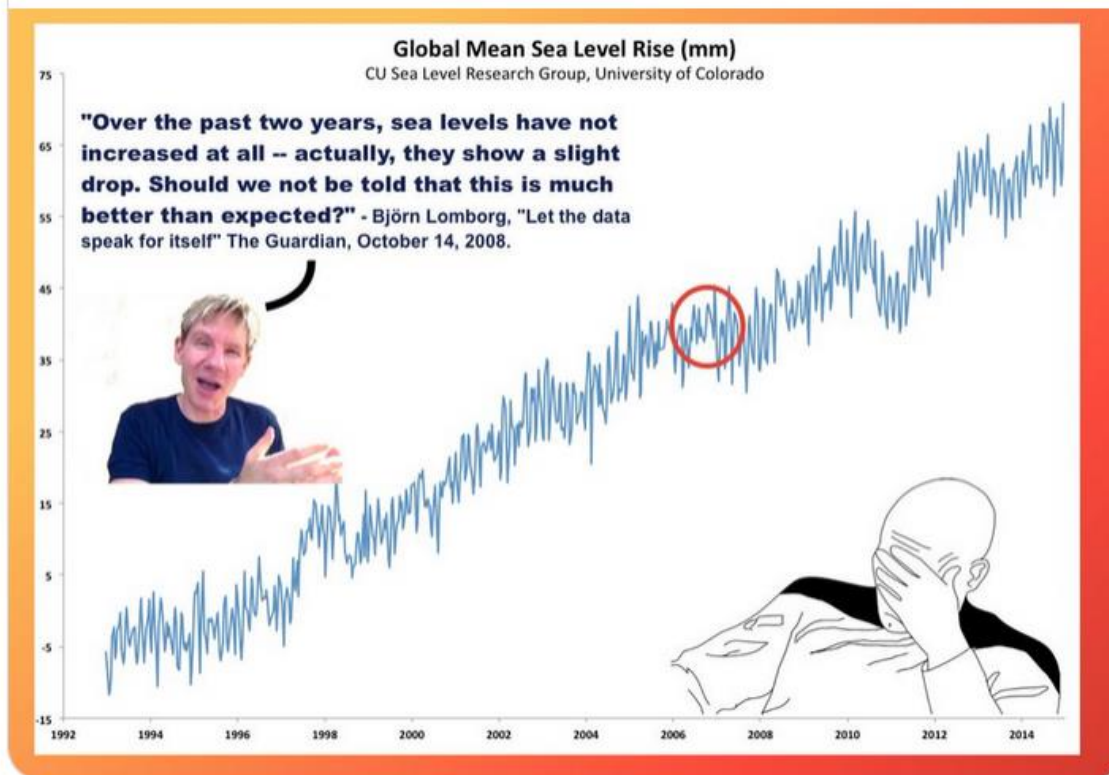 Global Mean Sea Level Rise (mm)
CU Sea Level Research Group, University of Colorado
"Over the past two years, sea levels have not
increased at all -- actually, they show a slight
drop. Should we not be told that this is much
better than expected?" - Björn Lomborg, "Let the data
speak for itself" The Guardian, October 14, 2008.
75
65
55
45
35
25
15
5
-5
-15
1992 1994 1996 1998 2000 2002 2004 2006 2008 2010 2012 2014